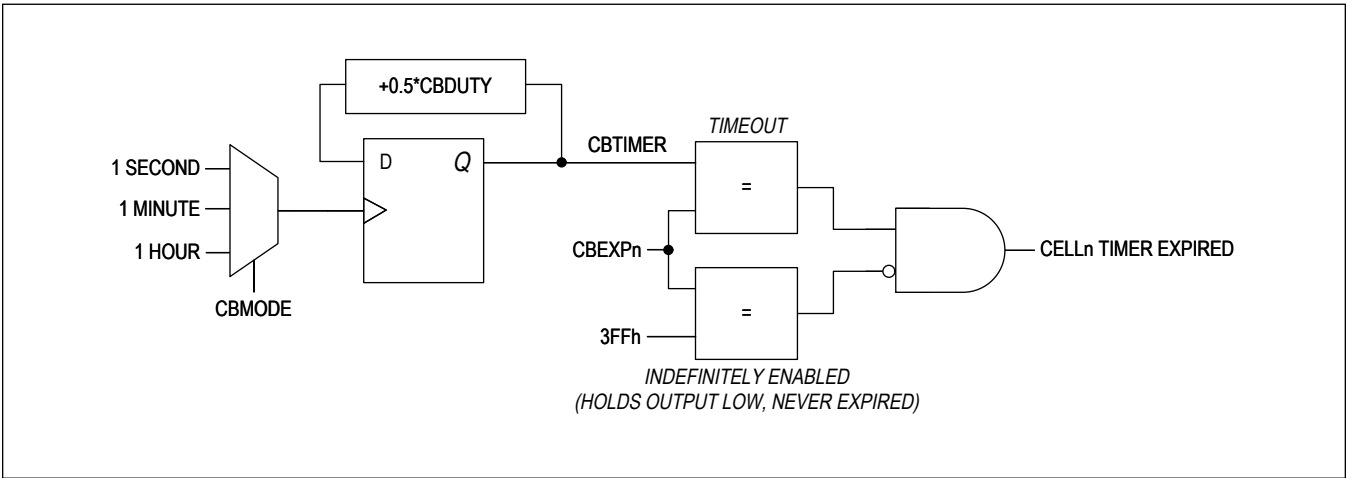 +0.5*CBDUTY
TIMEOUT
D
Q
CBTIMER
1 SECOND
1 MINUTE
1 HOUR
=
CBEXPn
CELLn TIMER EXPIRED
CBMODE
=
3FFh
INDEFINITELY ENABLED
(HOLDS OUTPUT LOW, NEVER EXPIRED)